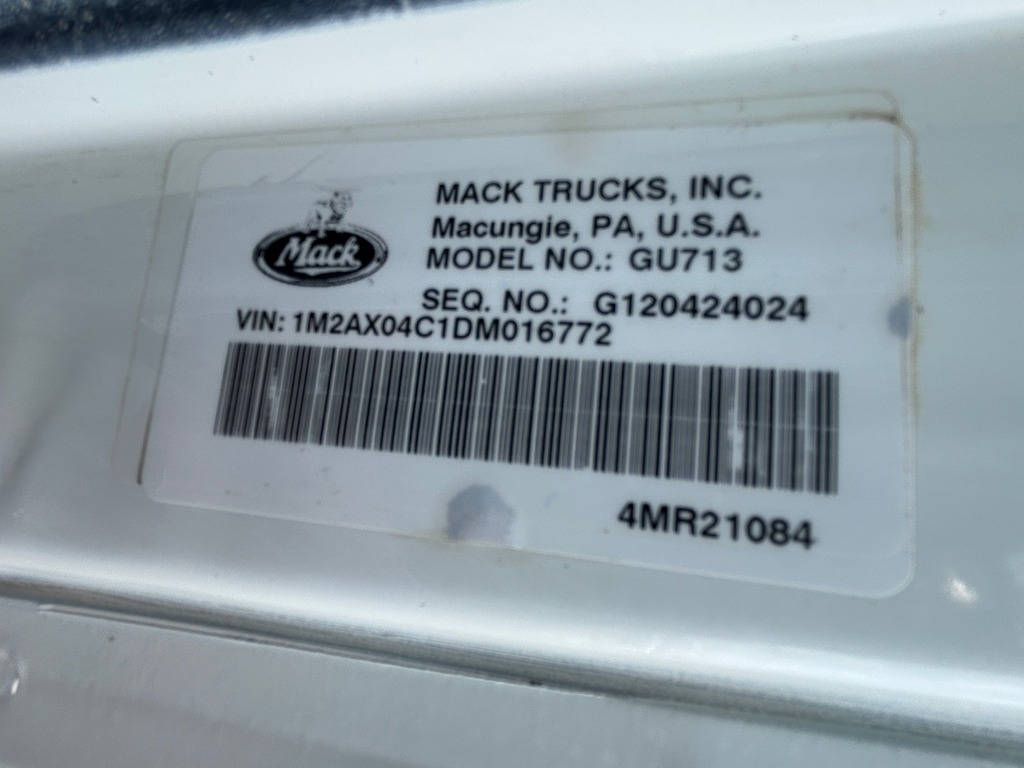 Mack
MACK TRUCKS, INC.
Macungie, PA, U.S.A.
MODEL NO.: GU713
SEQ. NO.: G120424024
VIN: 1M2AX04C1DM016772
4MR21084